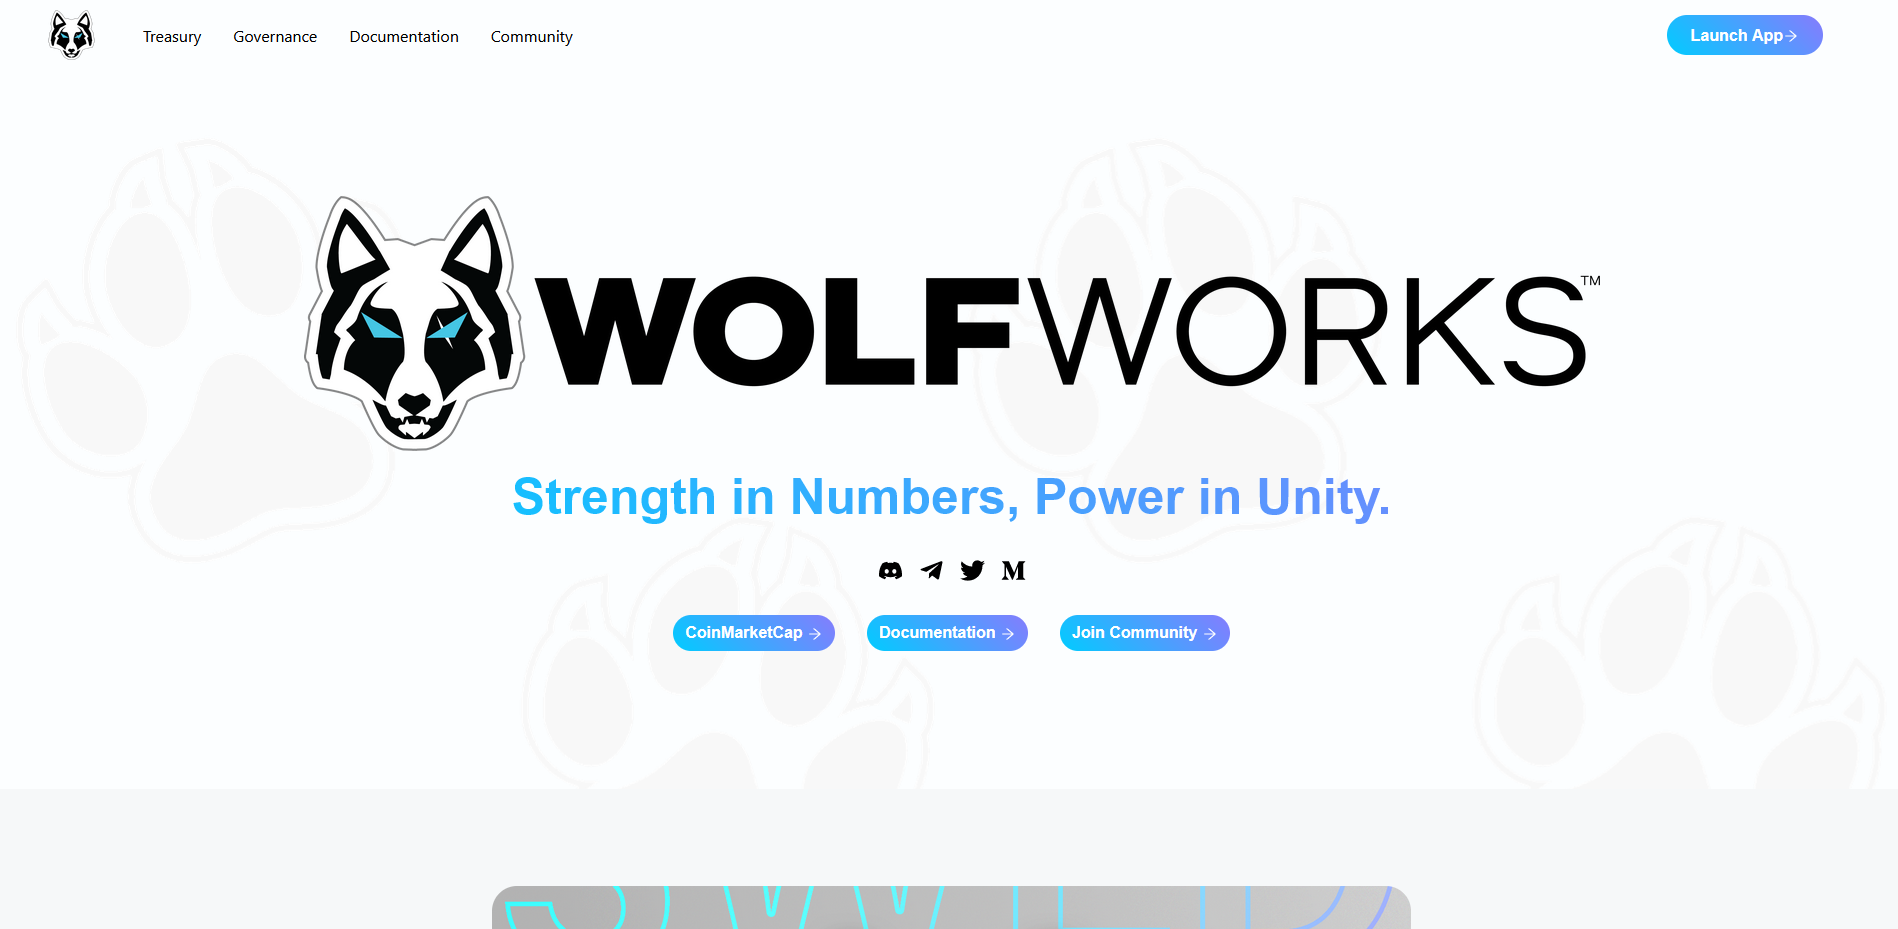 Treasury Governance Documentation Community Launch App→
WOLFWORKS™
Strength in Numbers, Power in Unity.
CoinMarketCap → Documentation → Join Community →